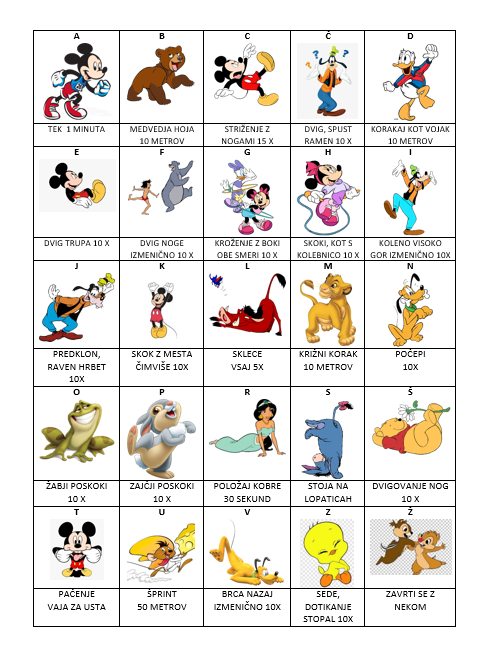 A
B
C
Č
D
TEK 1 MINUTA
MEDVEDJA HOJA
10 METROV
STRIŽENJE Z
NOGAMI 15 X
DVIG, SPUST
RAMEN 10 X
KORAKAJ KOT VOJAK
10 METROV
E
F
G
H
I
DVIG TRUPA 10 X
DVIG NOGE
IZMENIČNO 10 X
KROŽENJE Z BOKI
OBE SMERI 10 X
SKOKI, KOT S
KOLEBNICO 10 X
KOLENO VISOKO
GOR IZMENIČNO 10X
J
K
L
M
N
PREDKLON,
RAVEN HRBET
10X
SKOK Z MESTA
ČIMVIŠE 10X
SKLECE
VSAJ 5X
KRIŽNI KORAK
10 METROV
POČEPI
10X
O
P
R
S
Š
ŽABJI POSKOKI
10 X
ZAJČJI POSKOKI
10 X
POLOŽAJ KOBRE
30 SEKUND
STOJA NA
LOPATICAH
DVIGOVANJE NOG
10 X
T
U
V
Z
Ž
PAČENJE
VAJA ZA USTA
ŠPRINT
50 METROV
BRCA NAZAJ
IZMENIČNO 10X
SEDE,
DOTIKANJE
STOPAL 10X
ZAVRTI SE Z
NEKOM